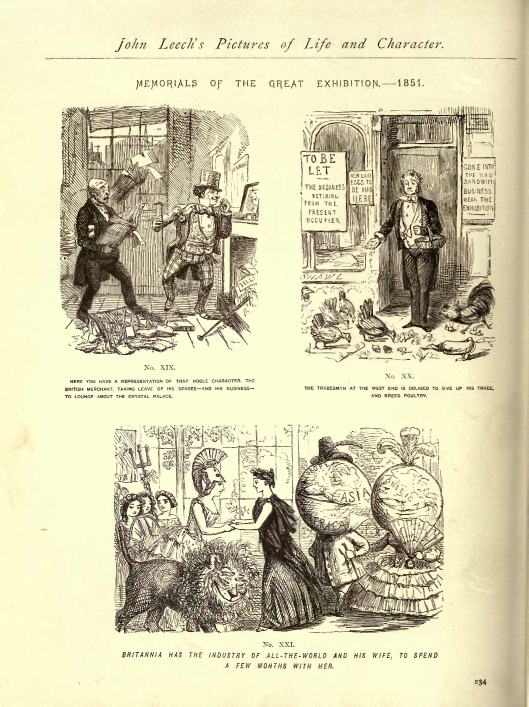 John Leech's Pictures of Life and Character.
MEMORIALS OF THE GREAT EXHIBITION.—1851.
TO BE
LET
THE BUSINESS
RETIRING
FROM THE
PRESENT
OCCUPIER
NEW LAID
EGGS TO
BE HAD
HERE
GONE INTO
THE HAM
SANDWICH
BUSINESS
NEAR THE
EXHIBITION
SHAWL
No. XIX.
HERE YOU HAVE A REPRESENTATION OF THAT NOBLE CHARACTER, THE
BRITISH MERCHANT, TAKING LEAVE OF HIS SENSES—AND HIS BUSINESS—
TO LOUNGE ABOUT THE CRYSTAL PALACE.
No. XX.
THE TRADESMAN AT THE WEST END IS OBLIGED TO GIVE UP HIS TRADE,
AND BREED POULTRY.
ASIA
No. XXI.
BRITANNIA HAS THE INDUSTRY OF ALL-THE-WORLD AND HIS WIFE, TO SPEND
A FEW MONTHS WITH HER.
234